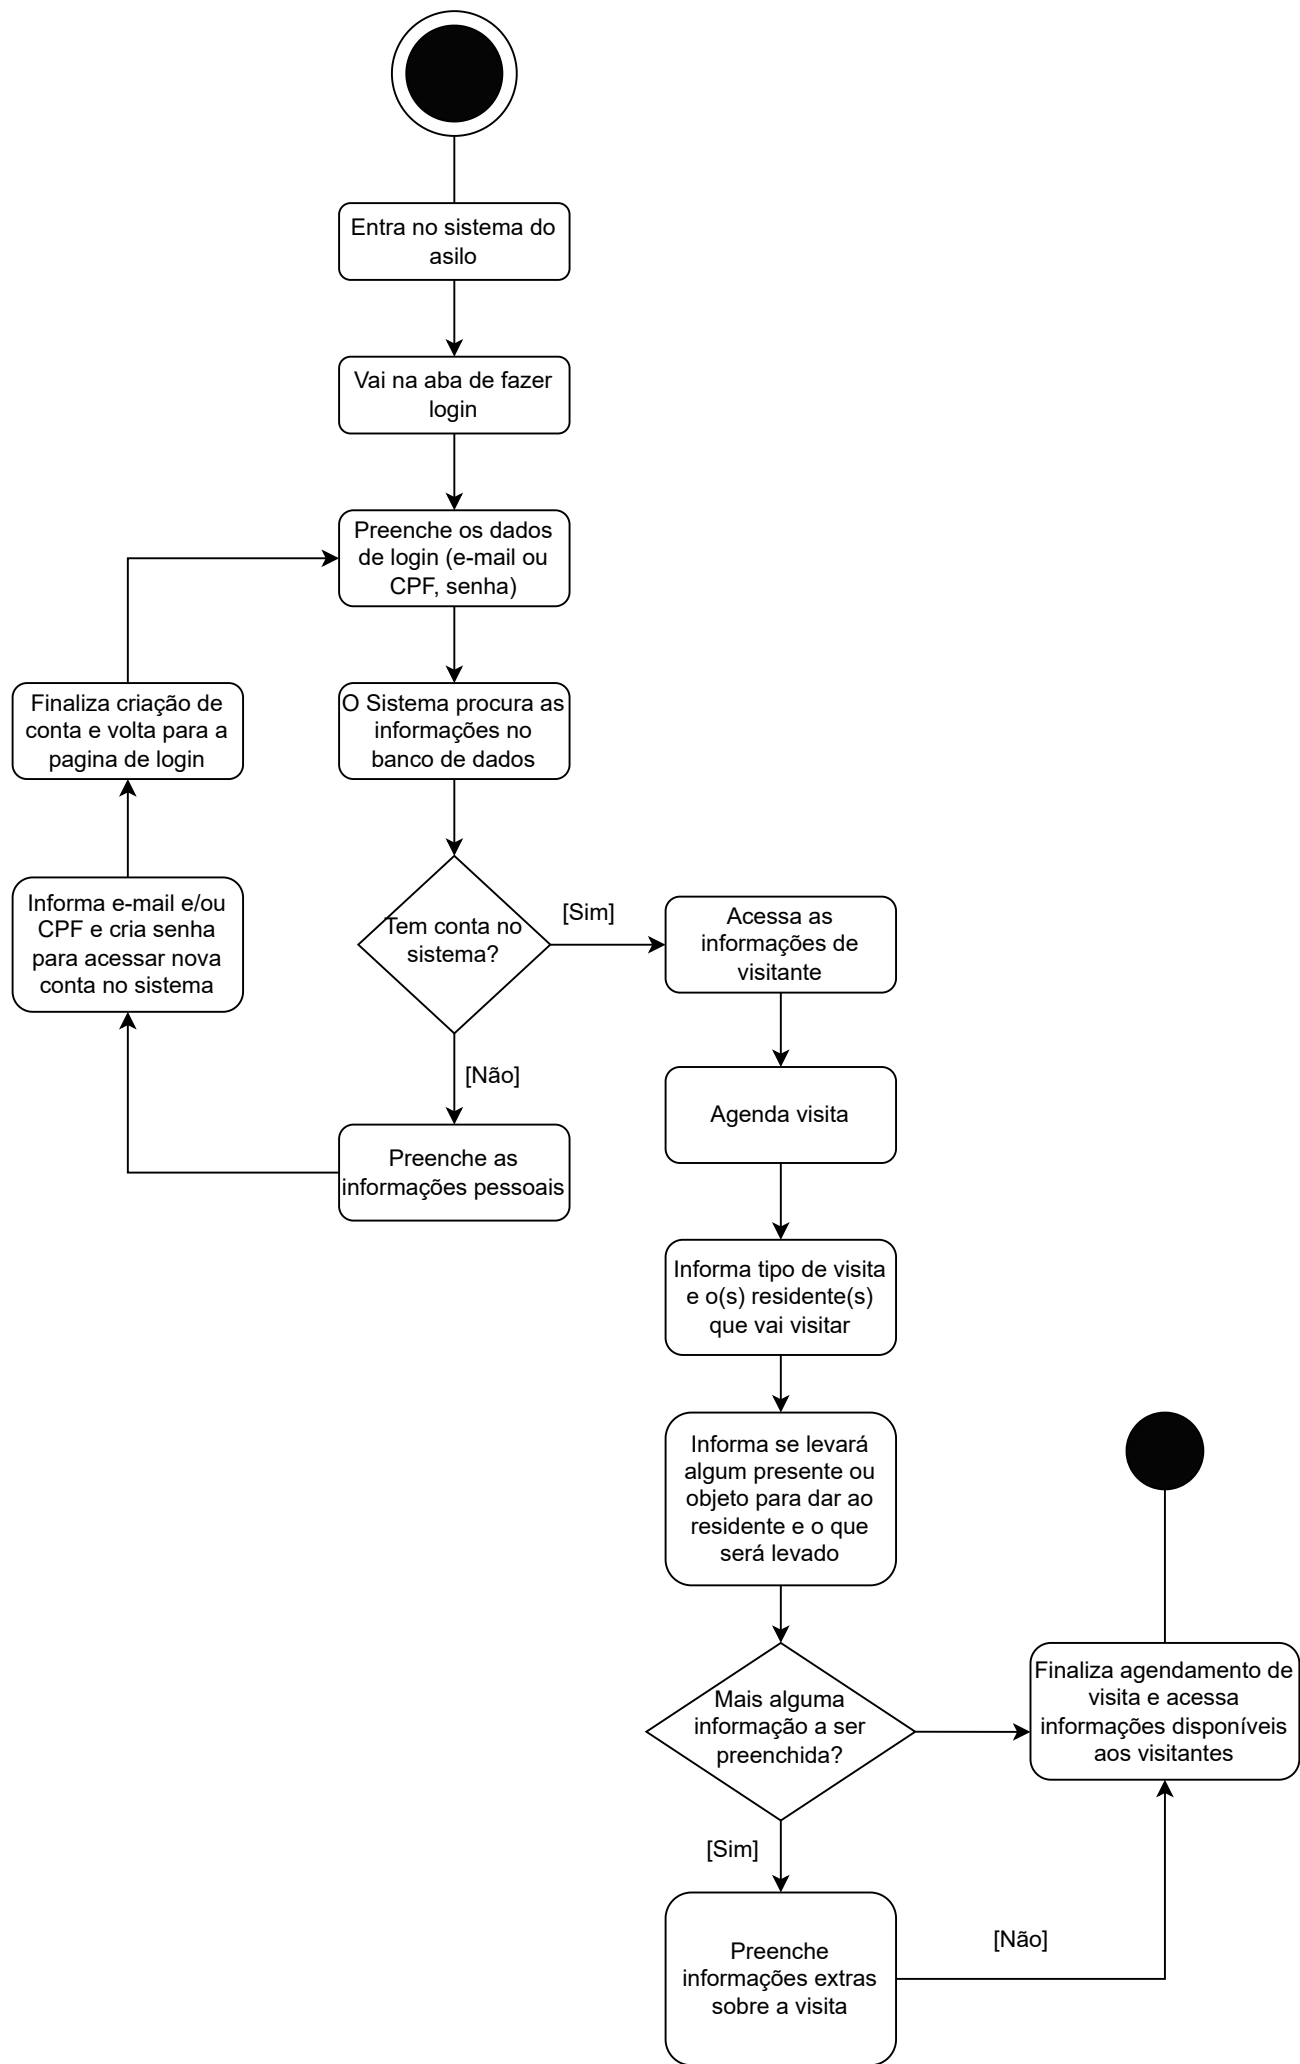 Entra no sistema do
asilo
Vai na aba de fazer
login
Preenche os dados
de login (e-mail ou
CPF, senha)
Finaliza criação de
conta e volta para a
pagina de login
O Sistema procura as
informações no
banco de dados
Informa e-mail e/ou
CPF e cria senha
para acessar nova
conta no sistema
Tem conta no
sistema?
[Sim]
Acessa as
informações de
visitante
[Não]
Agenda visita
Preenche as
informações pessoais
Informa tipo de visita
e o(s) residente(s)
que vai visitar
Informa se levará
algum presente ou
objeto para dar ao
residente e o que
será levado
Mais alguma
informação a ser
preenchida?
Finaliza agendamento de
visita e acessa
informações disponíveis
aos visitantes
[Sim]
[Não]
Preenche
informações extras
sobre a visita